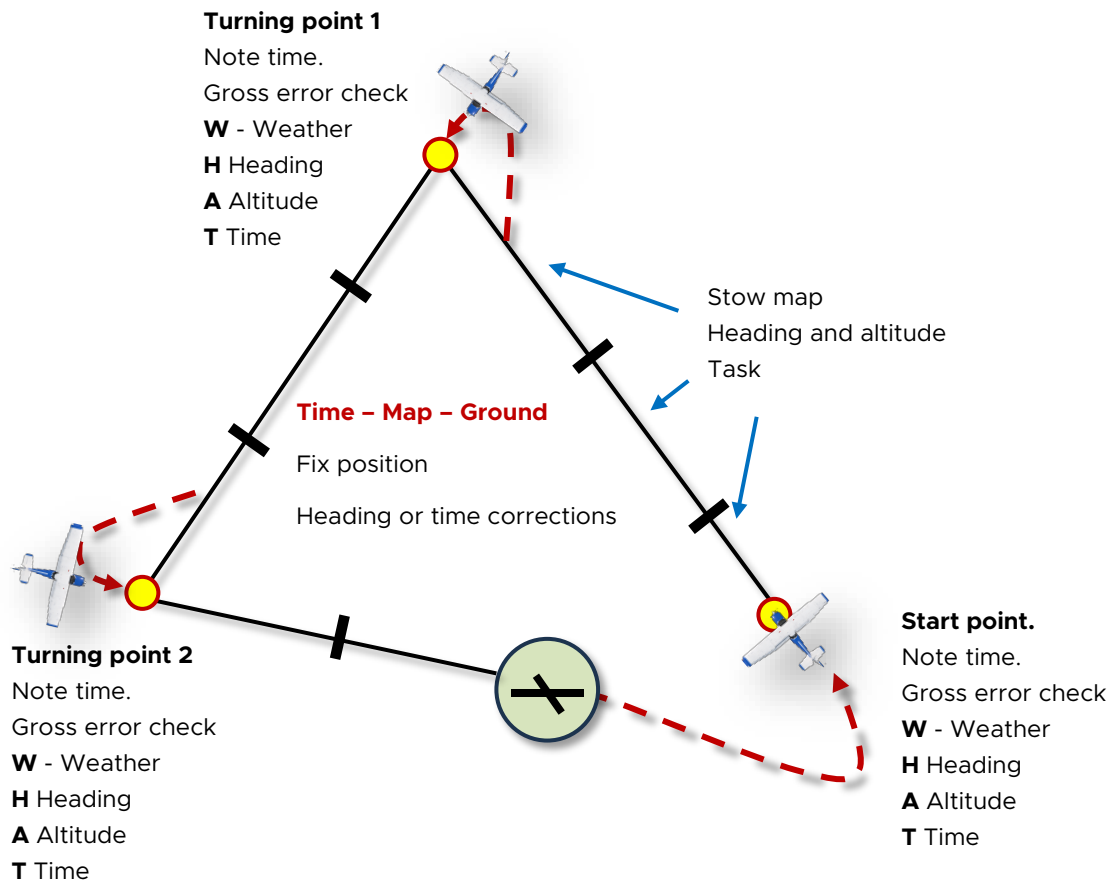 Turning point 1
Note time.
Gross error check
W - Weather
H Heading
A Altitude
T Time
Stow map
Heading and altitude
Task
Time – Map – Ground
Fix position
Heading or time corrections
Start point.
Note time.
Gross error check
W - Weather
H Heading
A Altitude
T Time
Turning point 2
Note time.
Gross error check
W - Weather
H Heading
A Altitude
T Time